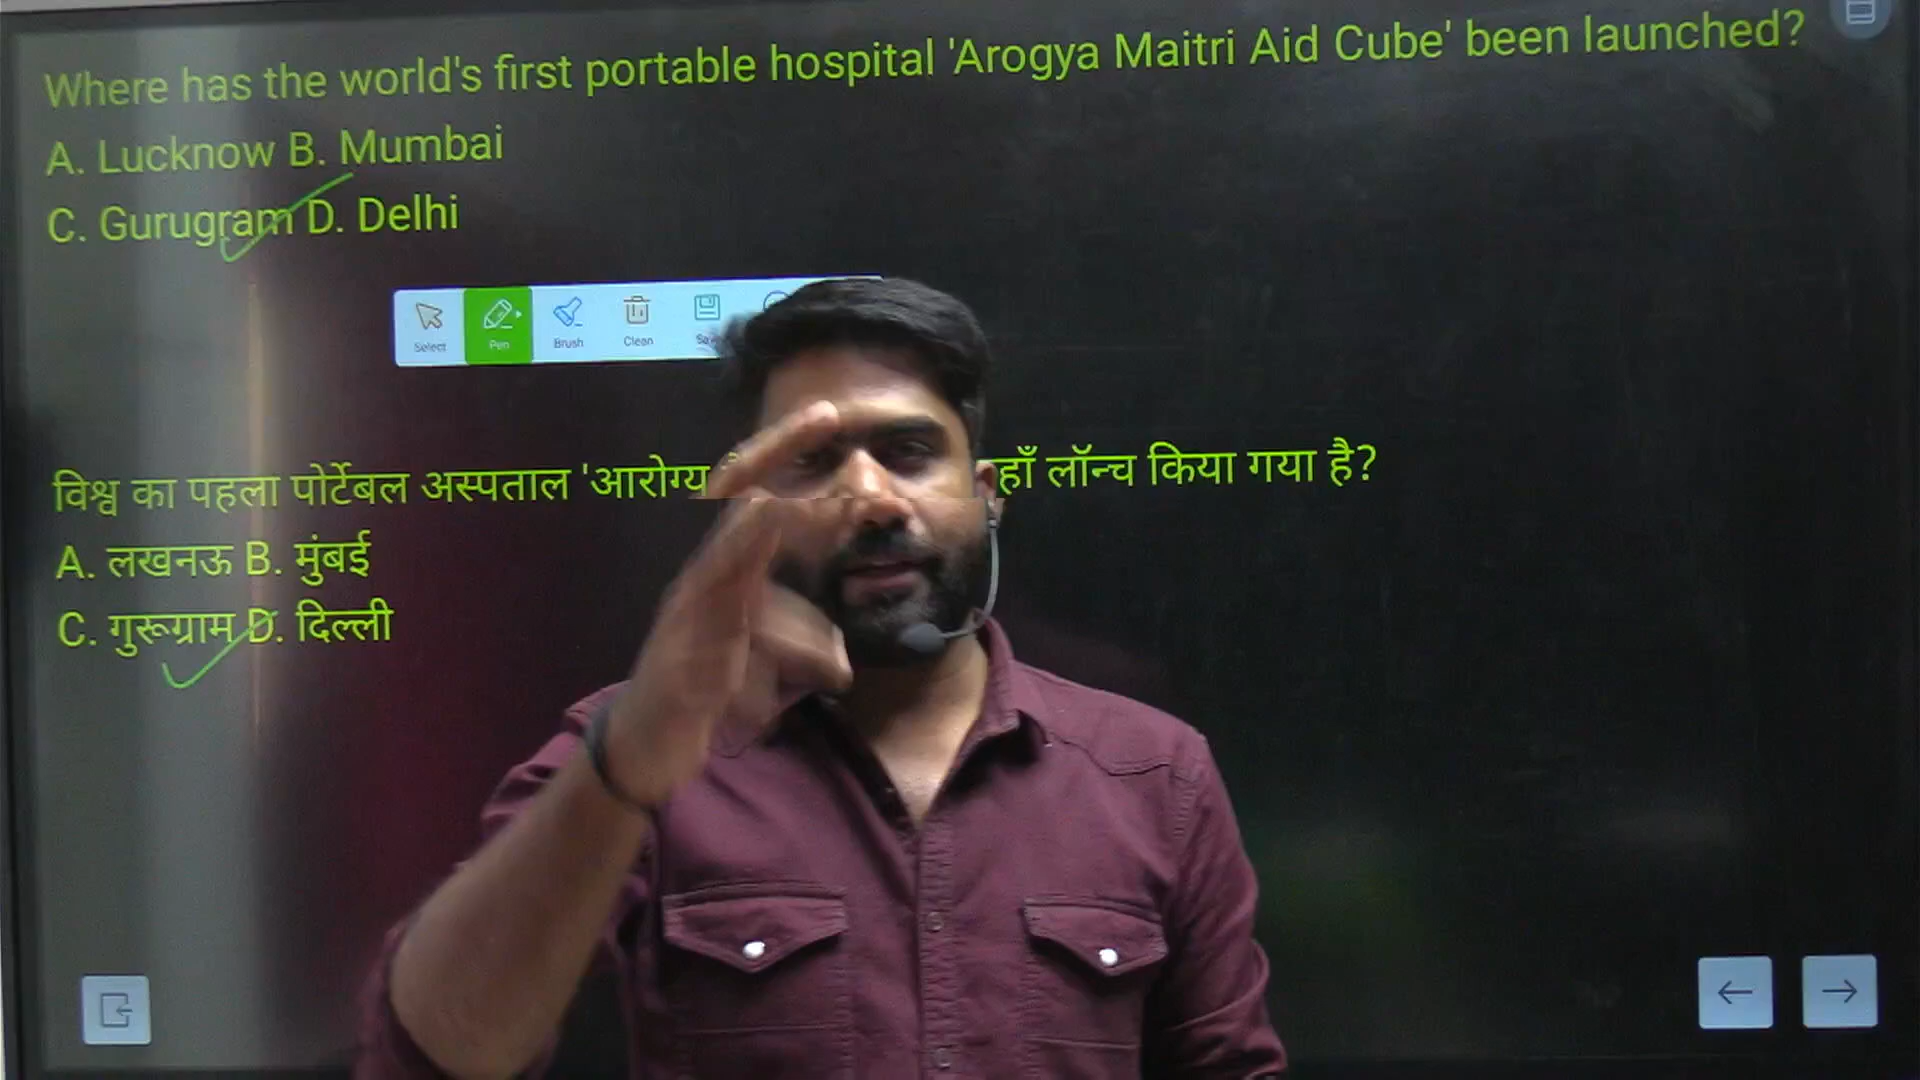 Where has the world's first portable hospital 'Arogya Maitri Aid Cube' been launched?
A. Lucknow B. Mumbai
C. Gurugram D. Delhi
Select Pen Brush Clean
विश्व का पहला पोर्टेबल अस्पताल 'आरोग्य लॉन्च किया गया है?
A. लखनऊ B. मुंबई
C. गुरूग्राम D. दिल्ली